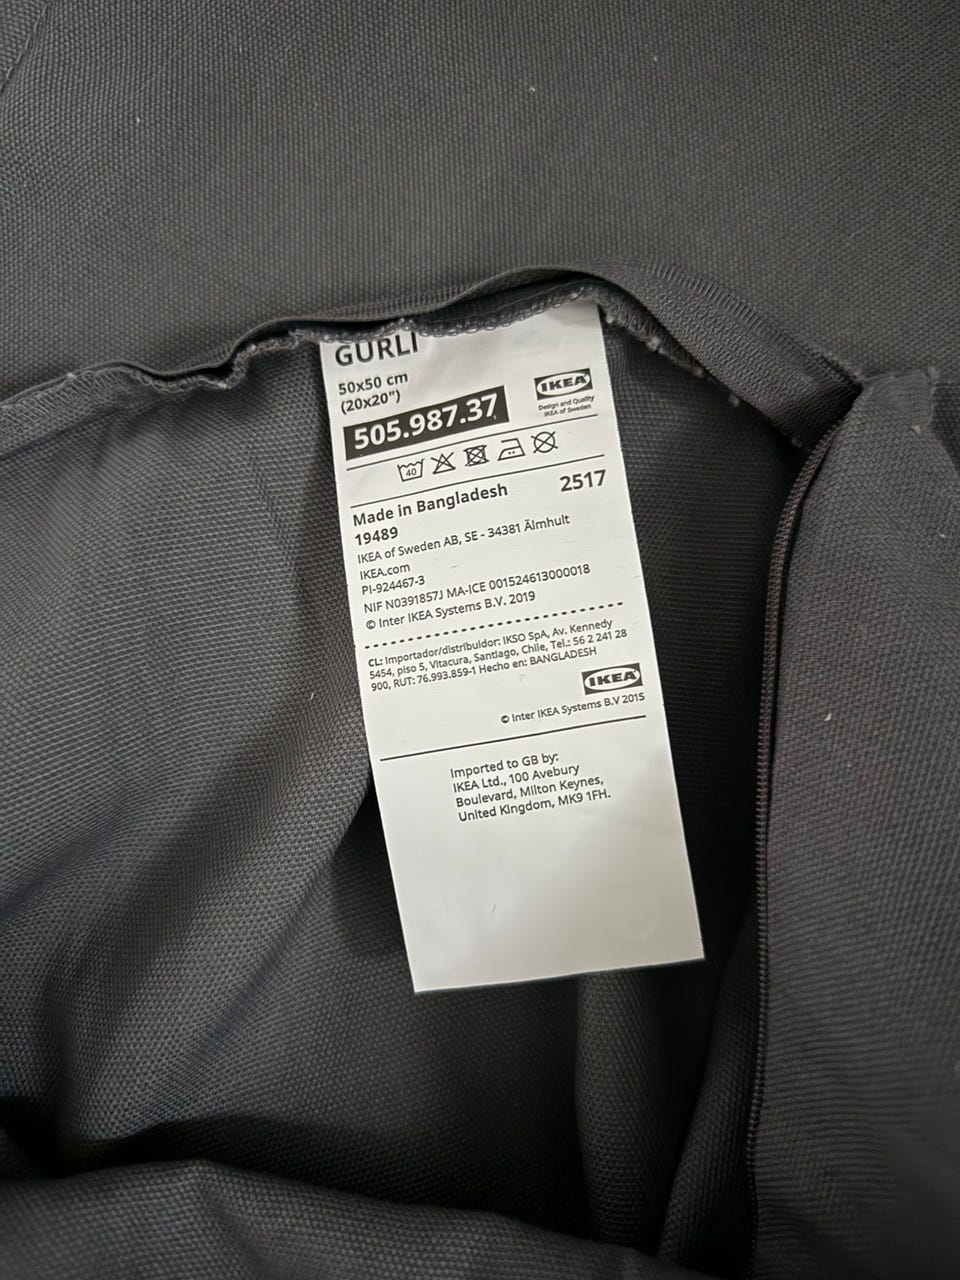 GURLI
50x50 cm
(20x20")
505.987.37
IKEA
Design and Quality
IKEA of Sweden
40
Made in Bangladesh 2517
19489
IKEA of Sweden AB, SE - 34381 Älmhult
IKEA.com
PI-924467-3
NIF N0391857J MA-ICE 001524613000018
© Inter IKEA Systems B.V. 2019
CL: Importador/distribuidor: IKSO SpA, Av. Kennedy
5454, piso 5, Vitacura, Santiago, Chile, Tel.: 56 2 241 28
900, RUT: 76.993.859-1 Hecho en: BANGLADESH
IKEA
© Inter IKEA Systems B.V 2015
Imported to GB by:
IKEA Ltd., 100 Avebury
Boulevard, Milton Keynes,
United Kingdom, MK9 1FH.